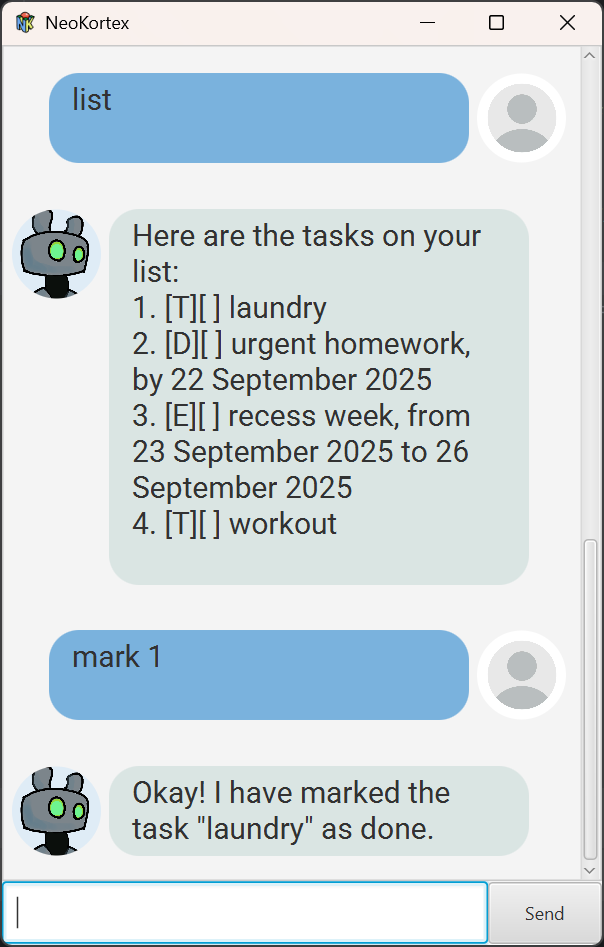 NeoKortex
list
Here are the tasks on your
list:
1. [T][ ] laundry
2. [D][ ] urgent homework,
by 22 September 2025
3. [E][ ] recess week, from
23 September 2025 to 26
September 2025
4. [T][ ] workout
mark 1
Okay! I have marked the
task "laundry" as done.
Send